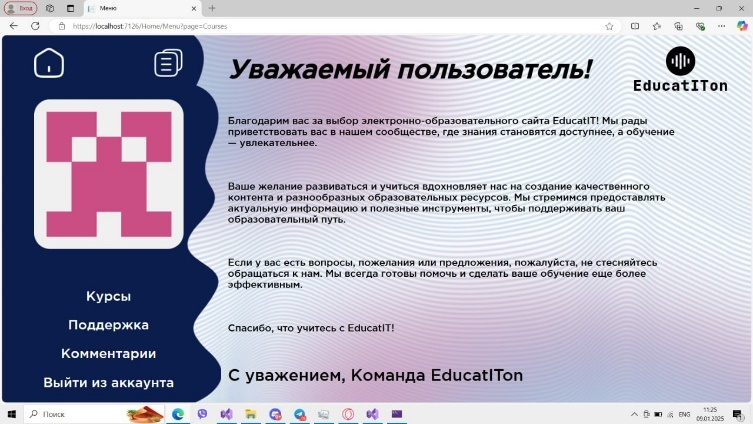 Вход
Меню
https://localhost:7126/Home/Menu?page=Courses
Уважаемый пользователь!
EducatITon
Благодарим вас за выбор электронно-образовательного сайта EducatIT! Мы рады
приветствовать вас в нашем сообществе, где знания становятся доступнее, а обучение
— увлекательнее.
Ваше желание развиваться и учиться вдохновляет нас на создание качественного
контента и разнообразных образовательных ресурсов. Мы стремимся предоставлять
актуальную информацию и полезные инструменты, чтобы поддерживать ваш
образовательный путь.
Если у вас есть вопросы, пожелания или предложения, пожалуйста, не стесняйтесь
обращаться к нам. Мы всегда готовы помочь и сделать ваше обучение еще более
эффективным.
Спасибо, что учитесь с EducatIT!
С уважением, Команда EducatITon
Курсы
Поддержка
Комментарии
Выйти из аккаунта
Поиск
ENG
11:25
09.01.2025